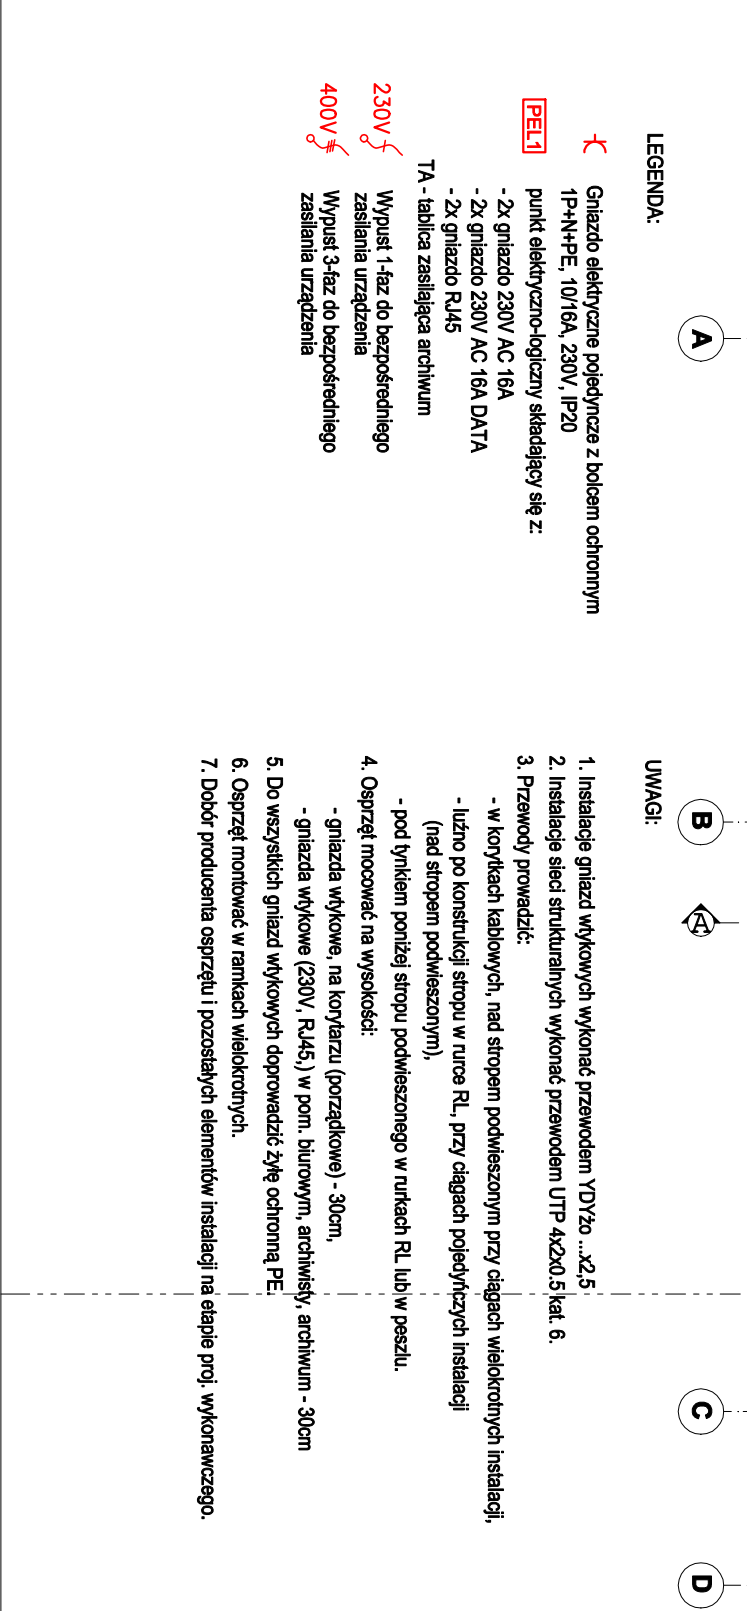 A
B
A
C
D
LEGENDA:
Gniazdo elektryczne pojedyncze z bolcem ochronnym
1P+N+PE, 10/16A, 230V, IP20
PEL1
punkt elektryczno-logiczny składający się z:
- 2x gniazdo 230V AC 16A
- 2x gniazdo 230V AC 16A DATA
- 2x gniazdo RJ45
TA - tablica zasilająca archiwum
230V
Wypust 1-faz do bezpośredniego
zasilania urządzenia
400V
Wypust 3-faz do bezpośredniego
zasilania urządzenia
UWAGI:
1. Instalacje gniazd wtykowych wykonać przewodem YDYżo ...x2,5
2. Instalacje sieci strukturalnych wykonać przewodem UTP 4x2x0.5 kat. 6.
3. Przewody prowadzić:
- w korytkach kablowych, nad stropem podwieszonym przy ciągach wielokrotnych instalacji,
- luźno po konstrukcji stropu w rurce RL, przy ciągach pojedyńczych instalacji
(nad stropem podwieszonym),
- pod tynkiem poniżej stropu podwieszonego w rurkach RL lub w peszlu.
4. Osprzęt mocować na wysokości:
- gniazda wtykowe, na korytarzu (porządkowe) - 30cm,
- gniazda wtykowe (230V, RJ45,) w pom. biurowym, archiwisty, archiwum - 30cm
5. Do wszystkich gniazd wtykowych doprowadzić żyłę ochronną PE.
6. Osprzęt montować w ramkach wielokrotnych.
7. Dobór producenta osprzętu i pozostałych elementów instalacji na etapie proj. wykonawczego.